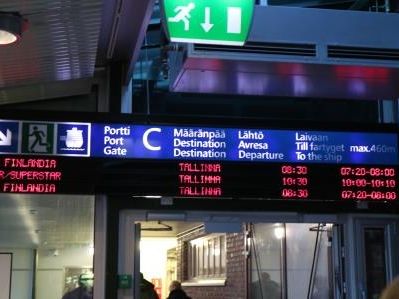 Portti Määränpää Lähtö Laivaan
Port C Destination Avresa Till fartyget max.460m
Gate Destination Departure To the ship
FINLANDIA TALLINNA 08:30 07:20-08:00
R/SUPERSTAR TALLINNA 10:30 10:00-10:10
FINLANDIA TALLINNA 08:30 07:20-08:00